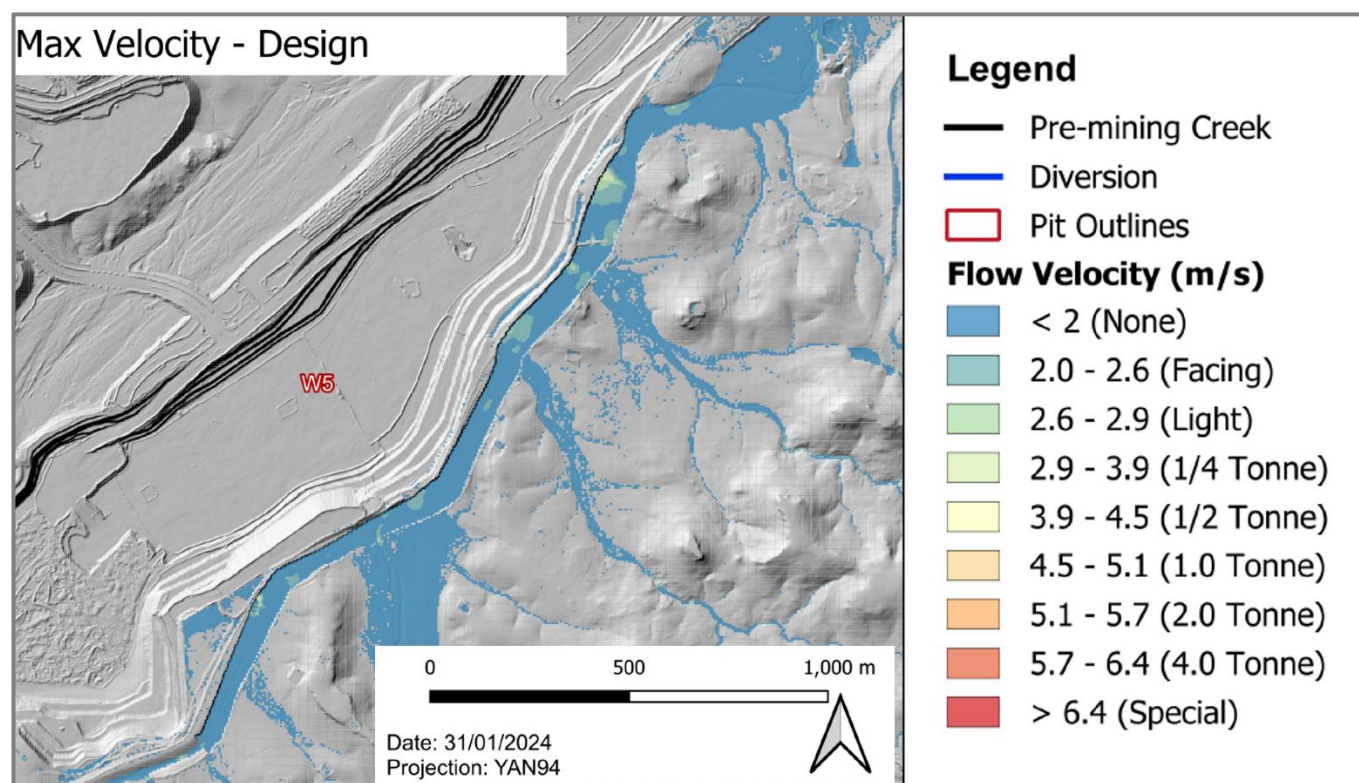 Max Velocity - Design
W5
0 500 1,000 m
Date: 31/01/2024
Projection: YAN94
Legend
Pre-mining Creek
Diversion
Pit Outlines
Flow Velocity (m/s)
< 2 (None)
2.0 - 2.6 (Facing)
2.6 - 2.9 (Light)
2.9 - 3.9 (1/4 Tonne)
3.9 - 4.5 (1/2 Tonne)
4.5 - 5.1 (1.0 Tonne)
5.1 - 5.7 (2.0 Tonne)
5.7 - 6.4 (4.0 Tonne)
> 6.4 (Special)